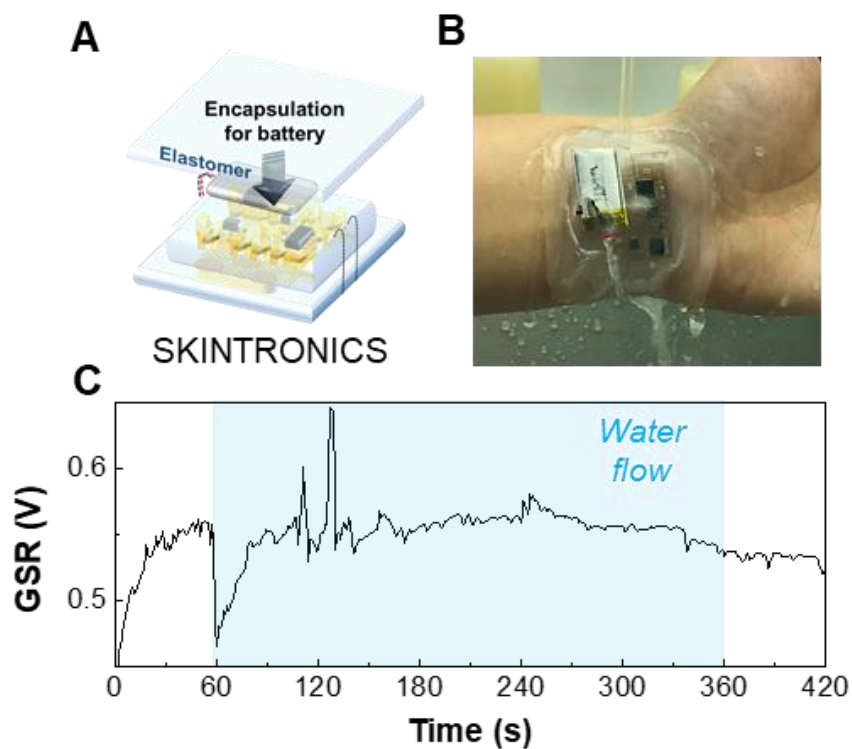 A
B
Encapsulation
for battery
Elastomer
SKINTRONICS
C
Water
flow
GSR (V)
0.6
0.5
0 60 120 180 240 300 360 420
Time (s)